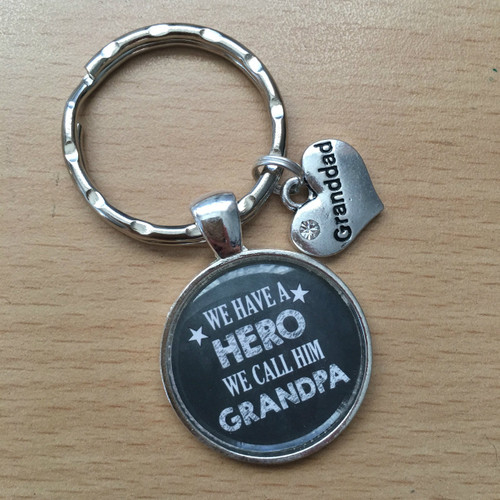 Granddad
WE HAVE A
HERO
WE CALL HIM
GRANDPA